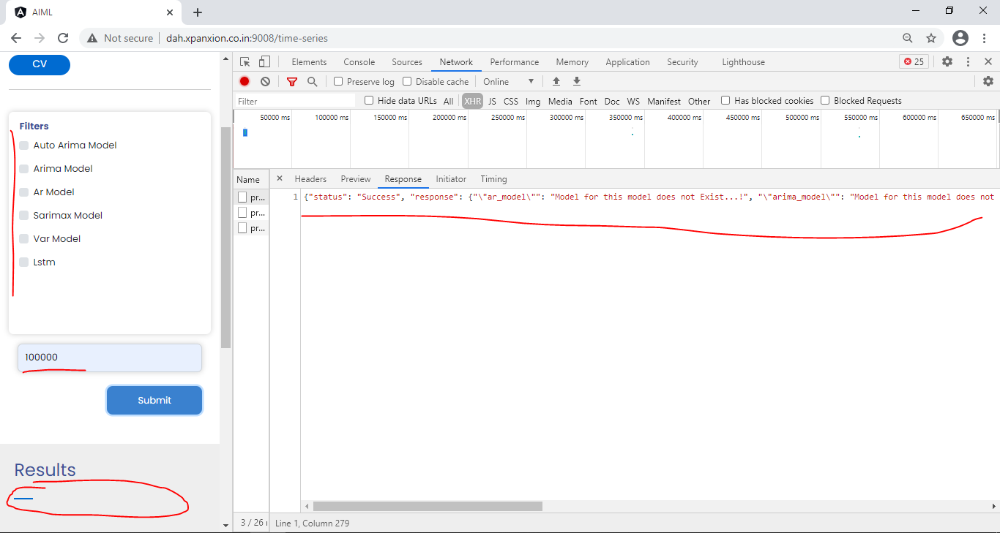 AIML
Not secure dah.xpanxion.co.in:9008/time-series
CV
Filters
Auto Arima Model
Arima Model
Ar Model
Sarimax Model
Var Model
Lstm
100000
Submit
Results
Elements Console Sources Network Performance Memory Application Security Lighthouse 25
Preserve log Disable cache Online
Filter Hide data URLs All XHR JS CSS Img Media Font Doc WS Manifest Other Has blocked cookies Blocked Requests
50000 ms 100000 ms 150000 ms 200000 ms 250000 ms 300000 ms 350000 ms 400000 ms 450000 ms 500000 ms 550000 ms 600000 ms 650000 ms
Name Headers Preview Response Initiator Timing
pr...
pr...
pr...
1 {"status": "Success", "response": {"\"ar_model\"": "Model for this model does not Exist...!", "\"arima_model\"": "Model for this model does not
3 / 26 Line 1, Column 279